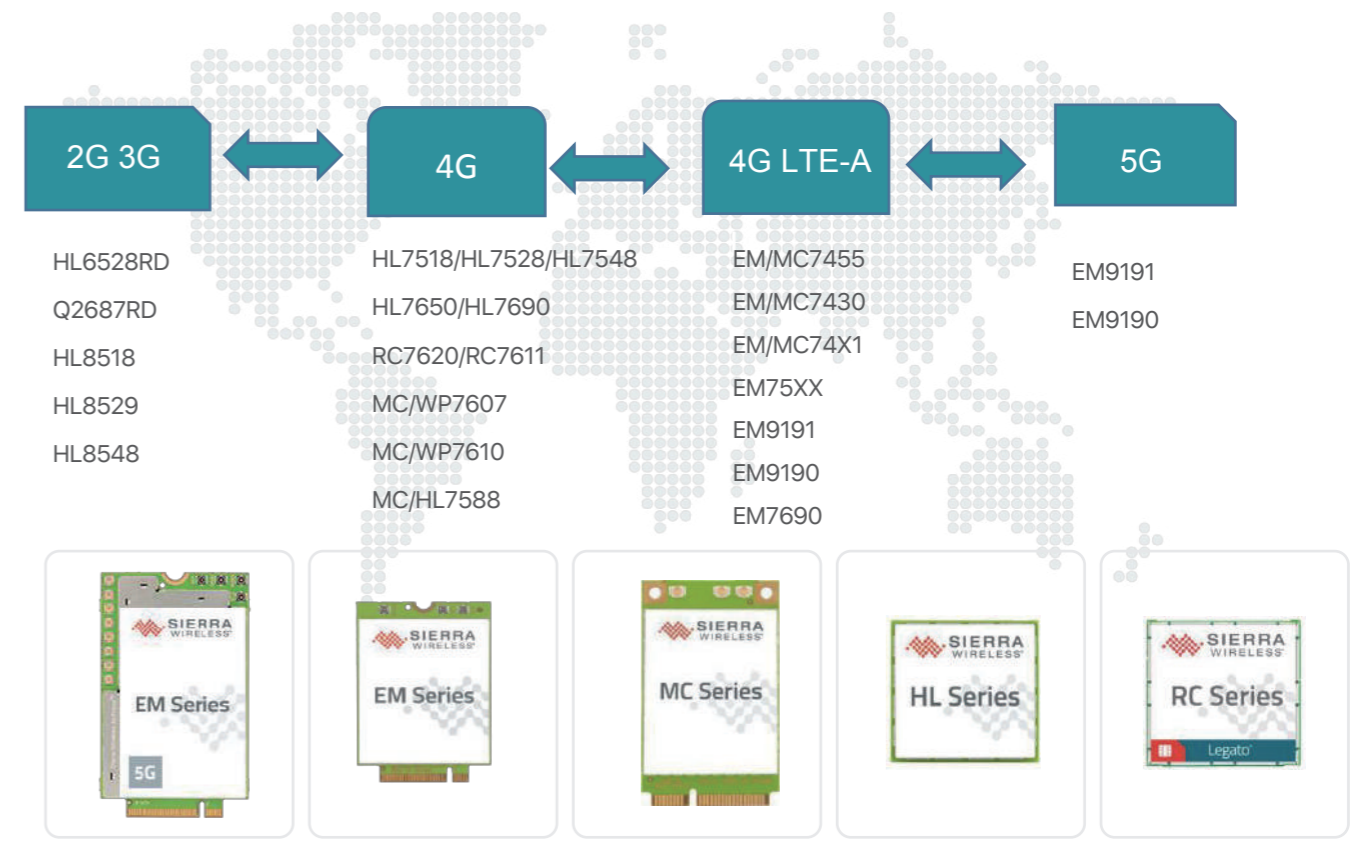 2G 3G
4G
4G LTE-A
5G
HL6528RD
Q2687RD
HL8518
HL8529
HL8548
HL7518/HL7528/HL7548
HL7650/HL7690
RC7620/RC7611
MC/WP7607
MC/WP7610
MC/HL7588
EM/MC7455
EM/MC7430
EM/MC74X1
EM75XX
EM9191
EM9190
EM7690
EM9191
EM9190
SIERRA
WIRELESS
EM Series
5G
SIERRA
WIRELESS
EM Series
SIERRA
WIRELESS
MC Series
SIERRA
WIRELESS
HL Series
SIERRA
WIRELESS
RC Series
Legato